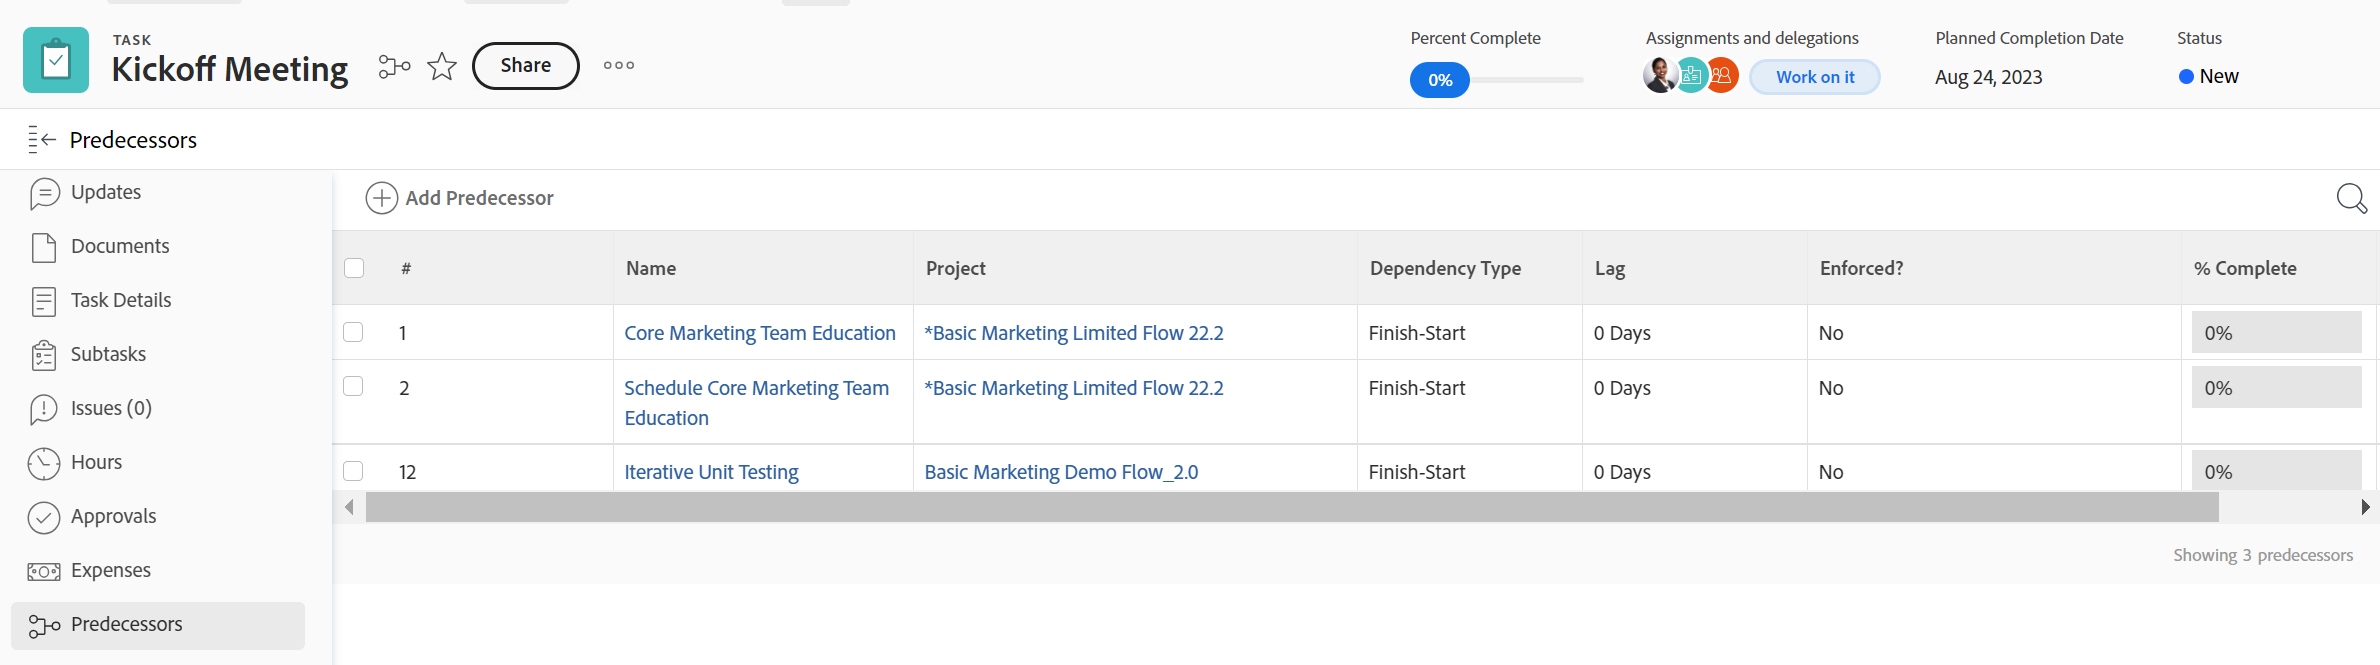 TASK
Kickoff Meeting
Share
Percent Complete
0%
Assignments and delegations
Work on it
Planned Completion Date
Aug 24, 2023
Status
New
Predecessors
Updates
Documents
Task Details
Subtasks
Issues (0)
Hours
Approvals
Expenses
Predecessors
Add Predecessor
# Name Project Dependency Type Lag Enforced? % Complete
1 Core Marketing Team Education *Basic Marketing Limited Flow 22.2 Finish-Start 0 Days No 0%
2 Schedule Core Marketing Team *Basic Marketing Limited Flow 22.2 Finish-Start 0 Days No 0%
Education
12 Iterative Unit Testing Basic Marketing Demo Flow_2.0 Finish-Start 0 Days No 0%
Showing 3 predecessors